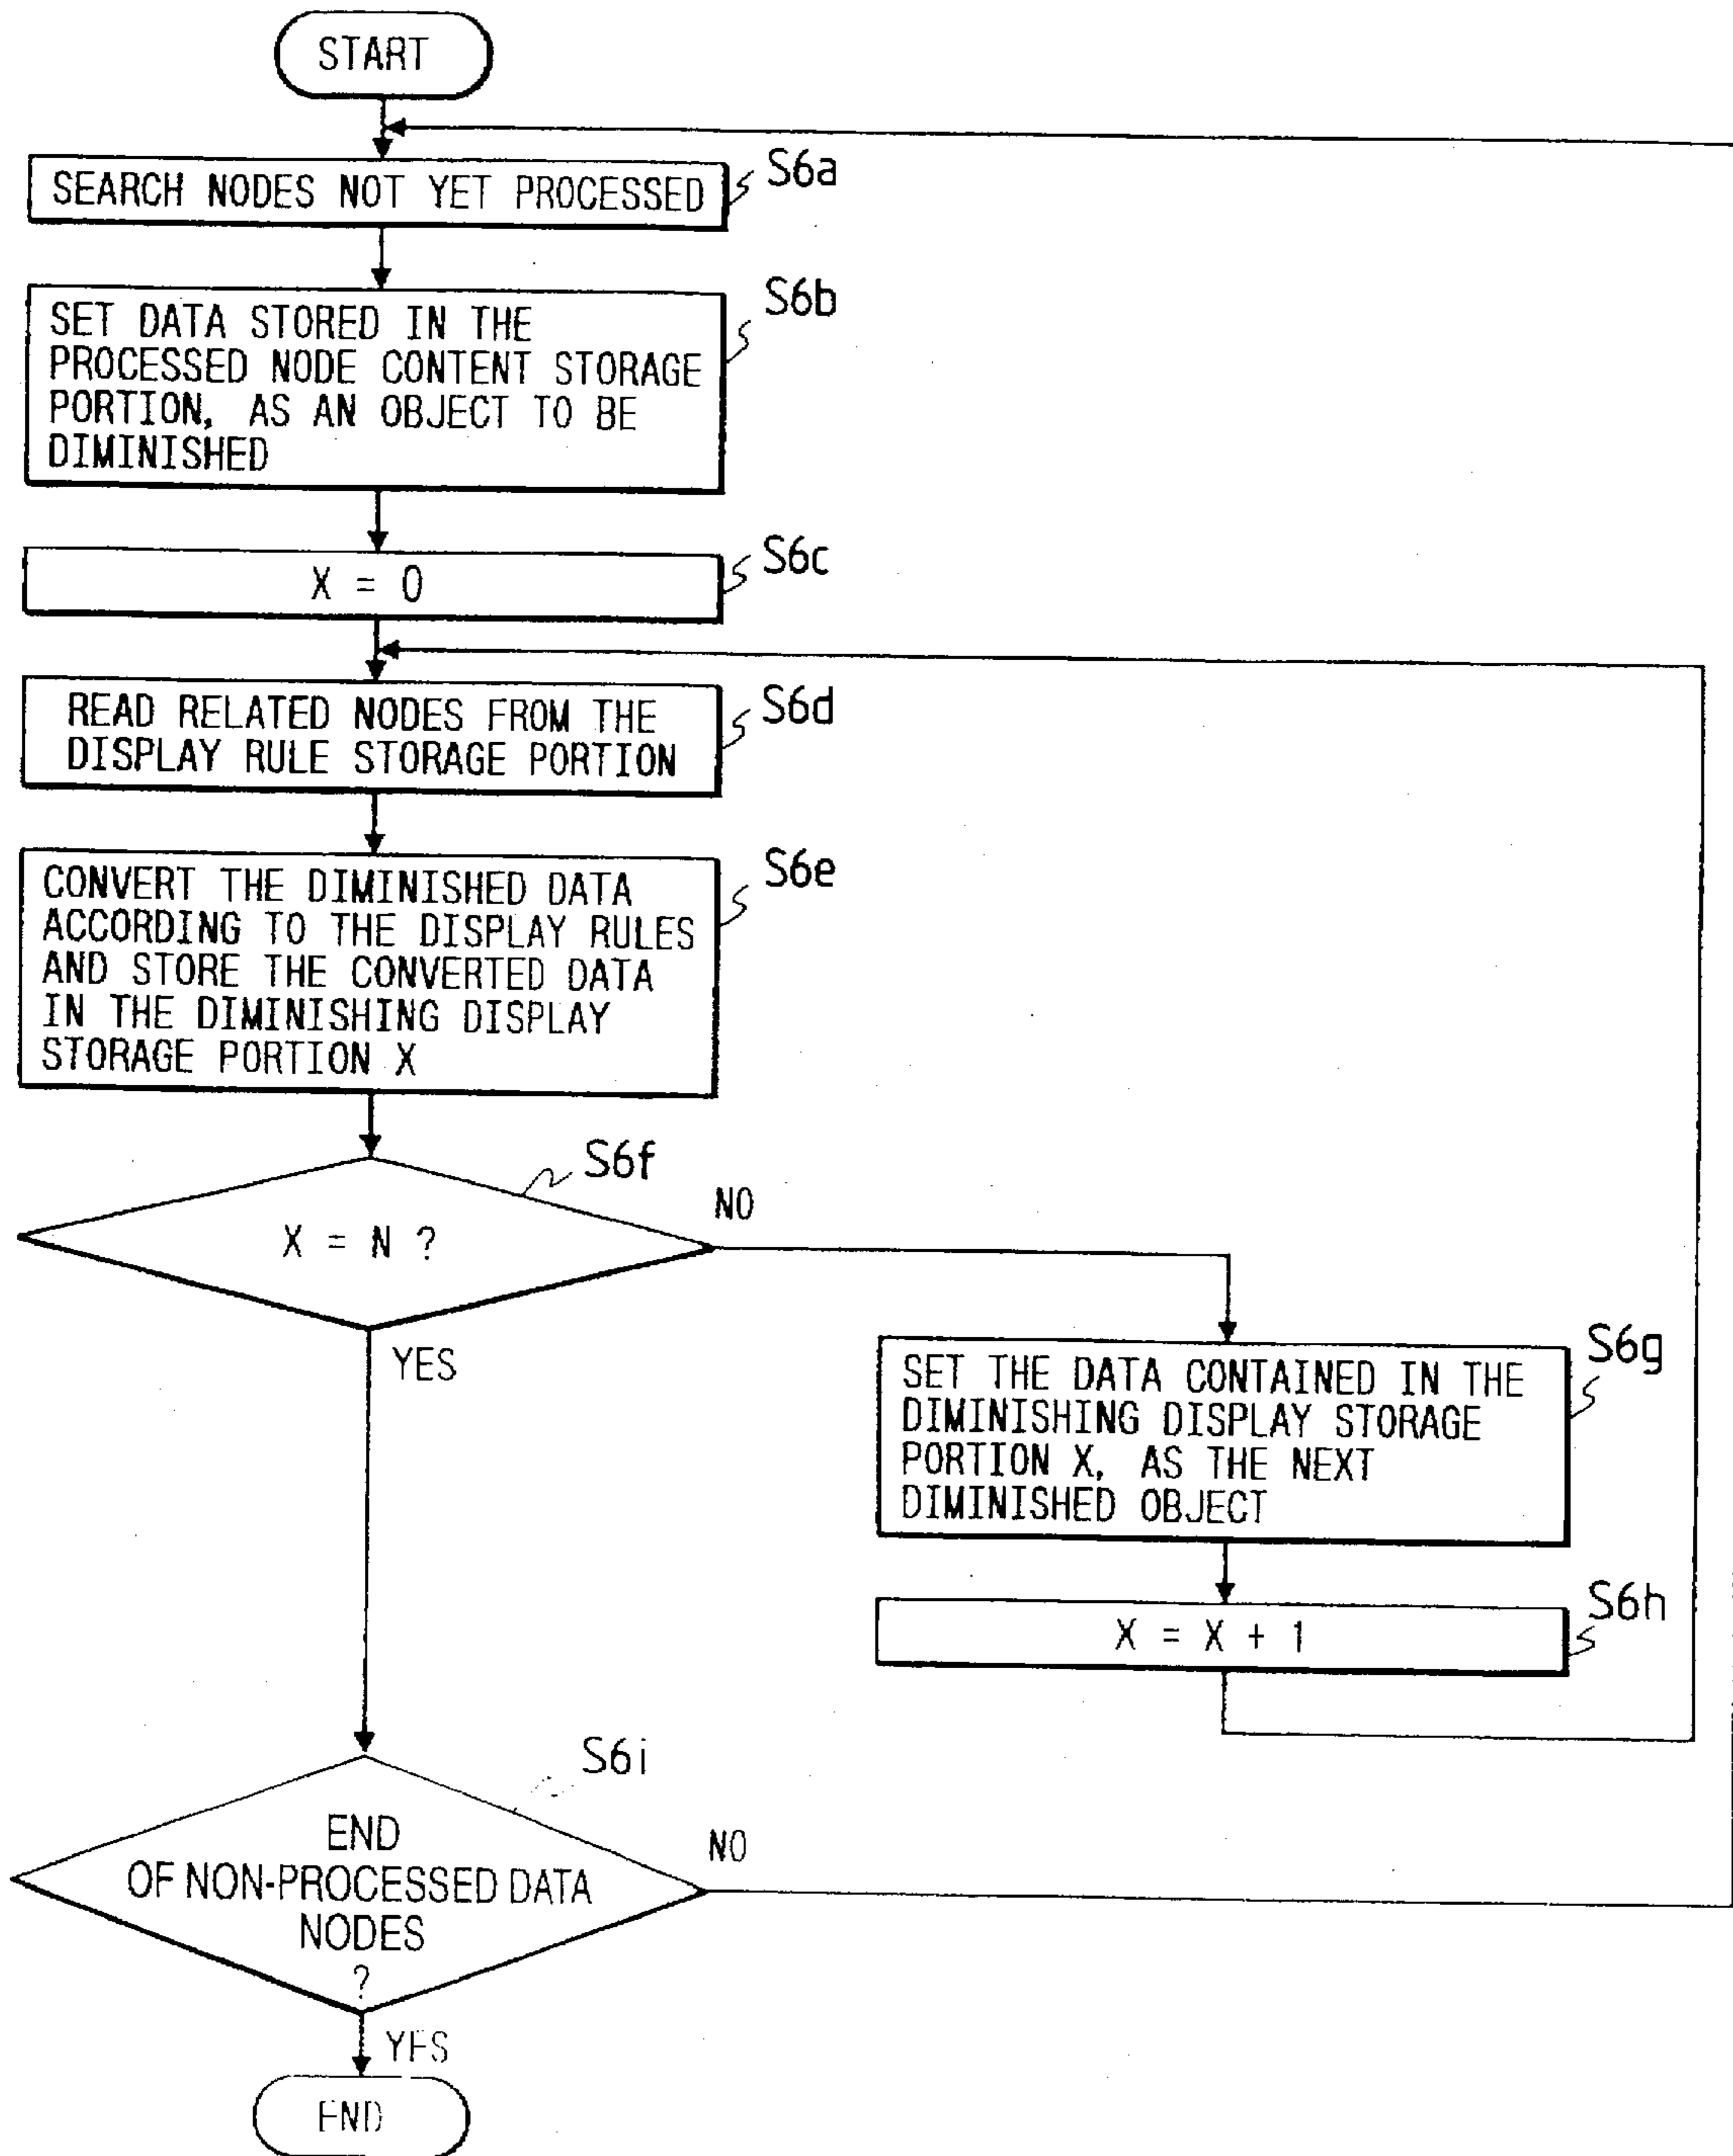 START
SEARCH NODES NOT YET PROCESSED
S6a
SET DATA STORED IN THE
PROCESSED NODE CONTENT STORAGE
PORTION, AS AN OBJECT TO BE
DIMINISHED
S6b
X = 0
S6c
READ RELATED NODES FROM THE
DISPLAY RULE STORAGE PORTION
S6d
CONVERT THE DIMINISHED DATA
ACCORDING TO THE DISPLAY RULES
AND STORE THE CONVERTED DATA
IN THE DIMINISHING DISPLAY
STORAGE PORTION X
S6e
X = N ?
S6f
NO
YES
SET THE DATA CONTAINED IN THE
DIMINISHING DISPLAY STORAGE
PORTION X, AS THE NEXT
DIMINISHED OBJECT
S6g
X = X + 1
S6h
END
OF NON-PROCESSED DATA
NODES
?
S6i
NO
YES
END